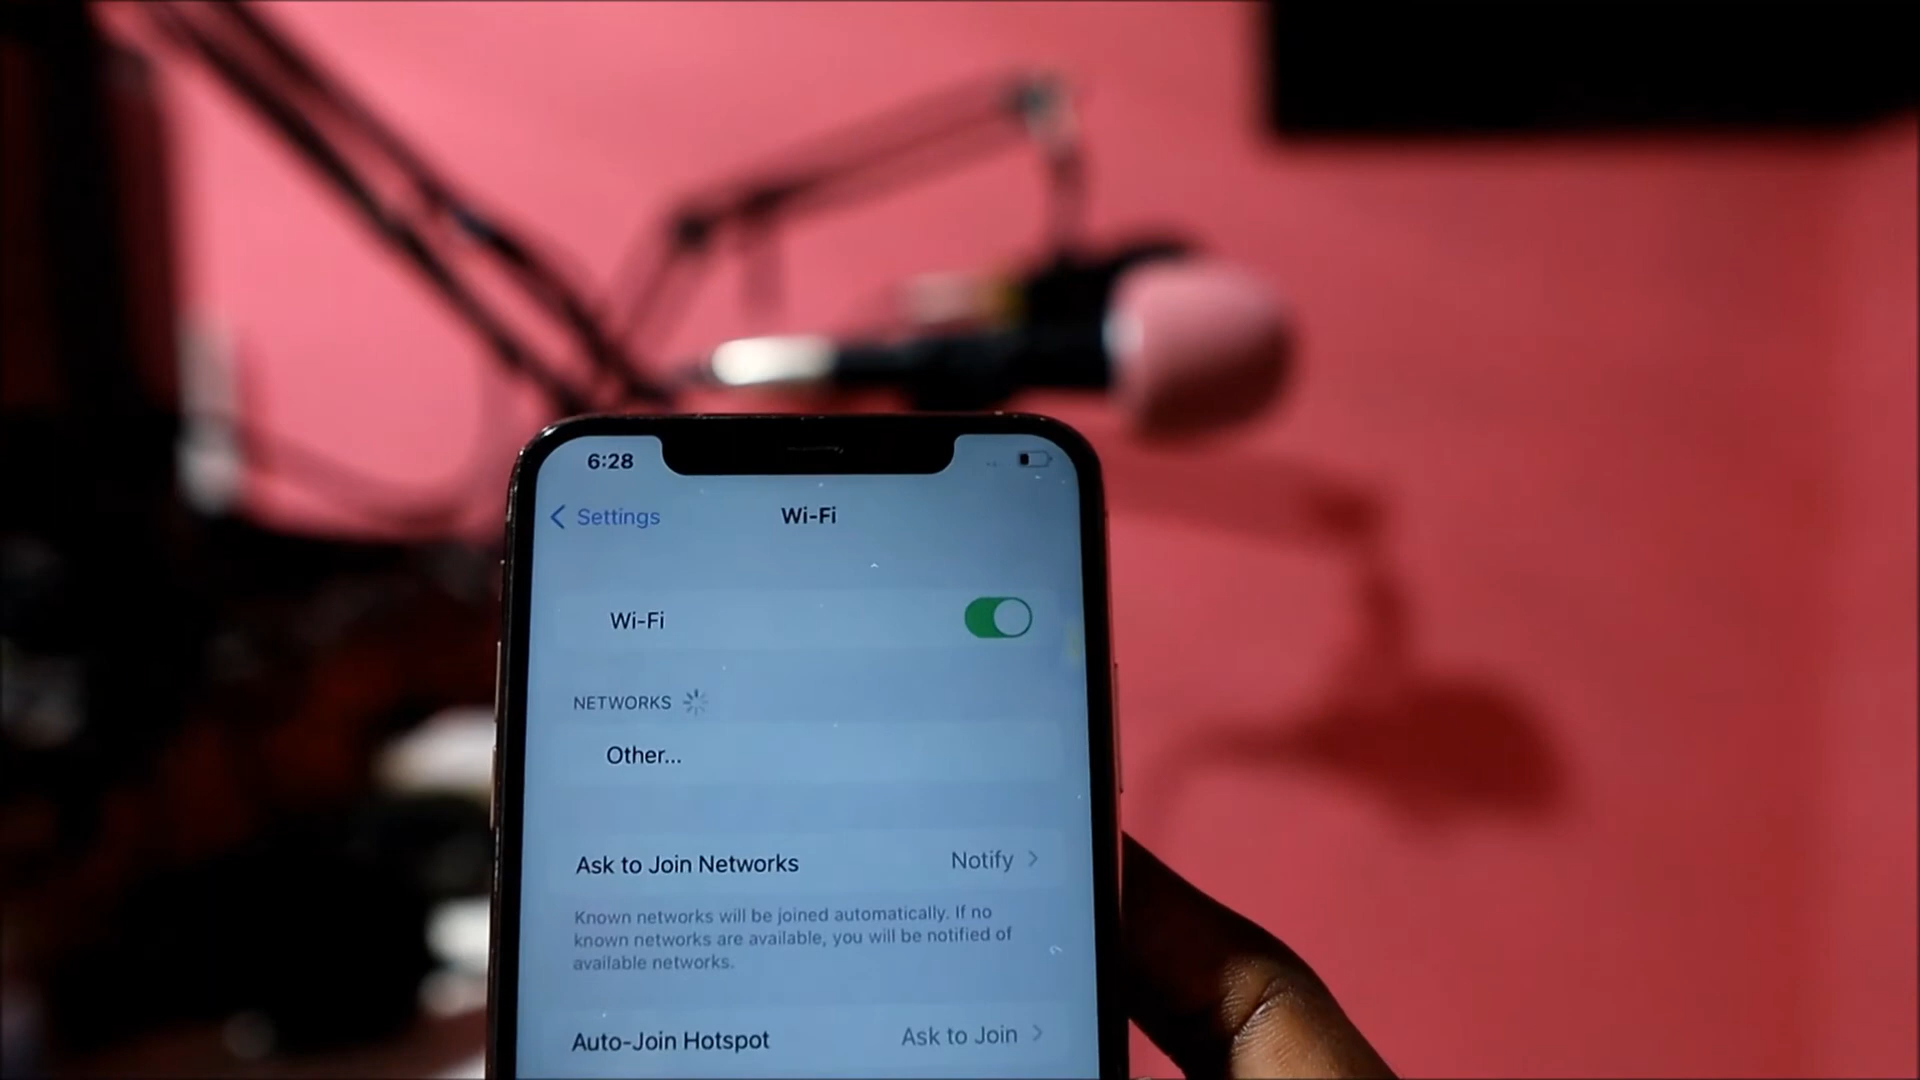 6:28
Settings
Wi-Fi
Wi-Fi
NETWORKS
Other...
Ask to Join Networks
Notify
Known networks will be joined automatically. If no
known networks are available, you will be notified of
available networks.
Auto-Join Hotspot
Ask to Join